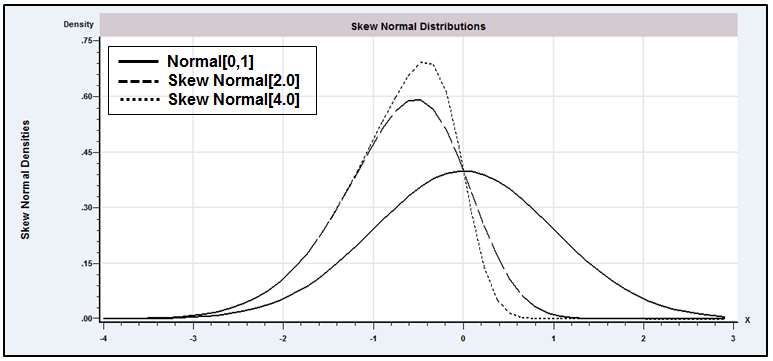 Density
Skew Normal Distributions
.75
Normal[0,1]
Skew Normal[2.0]
Skew Normal[4.0]
.60
.45
.30
.15
.00
Skew Normal Densities
-4 -3 -2 -1 0 1 2 3
X